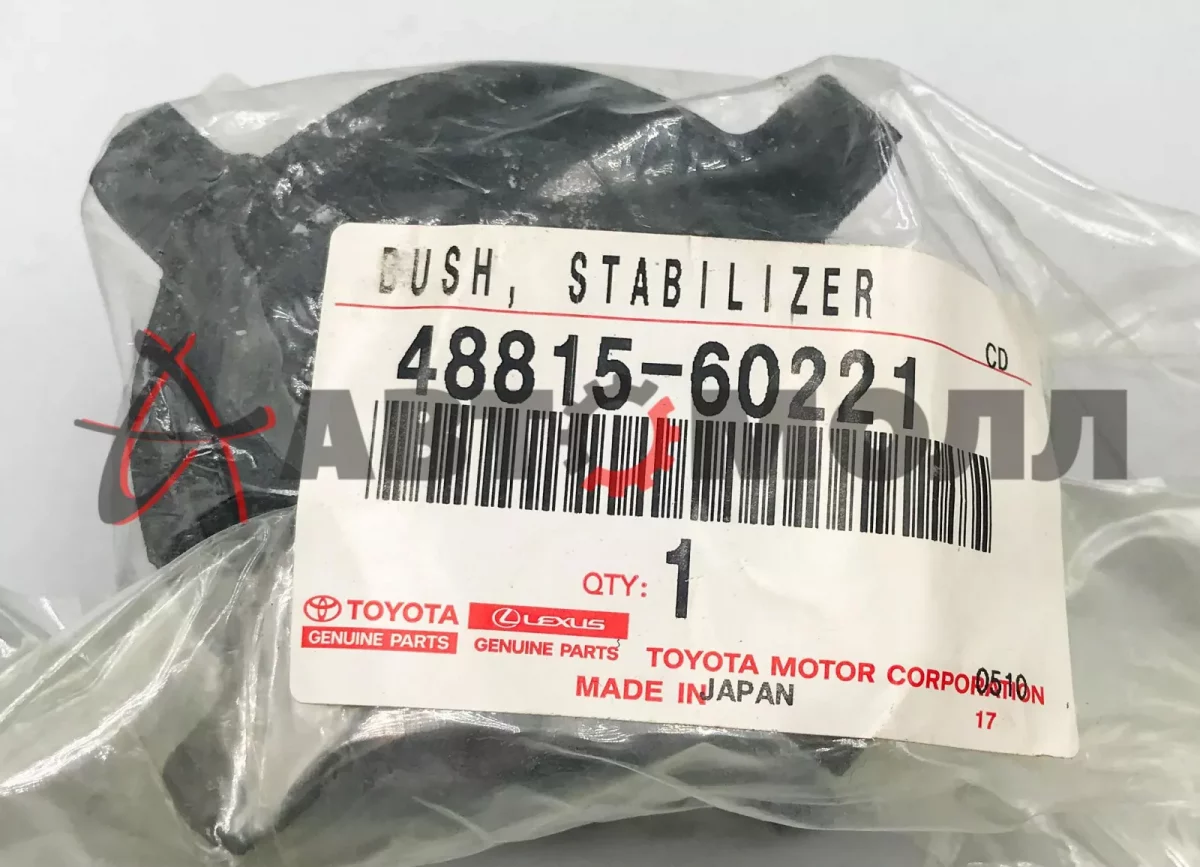 BUSH, STABILIZER
CD
48815-60221
АВТОМОЛЛ
QTY: 1
TOYOTA LEXUS
GENUINE PARTS GENUINE PARTS
TOYOTA MOTOR CORPORATION
0510
MADE IN JAPAN
17